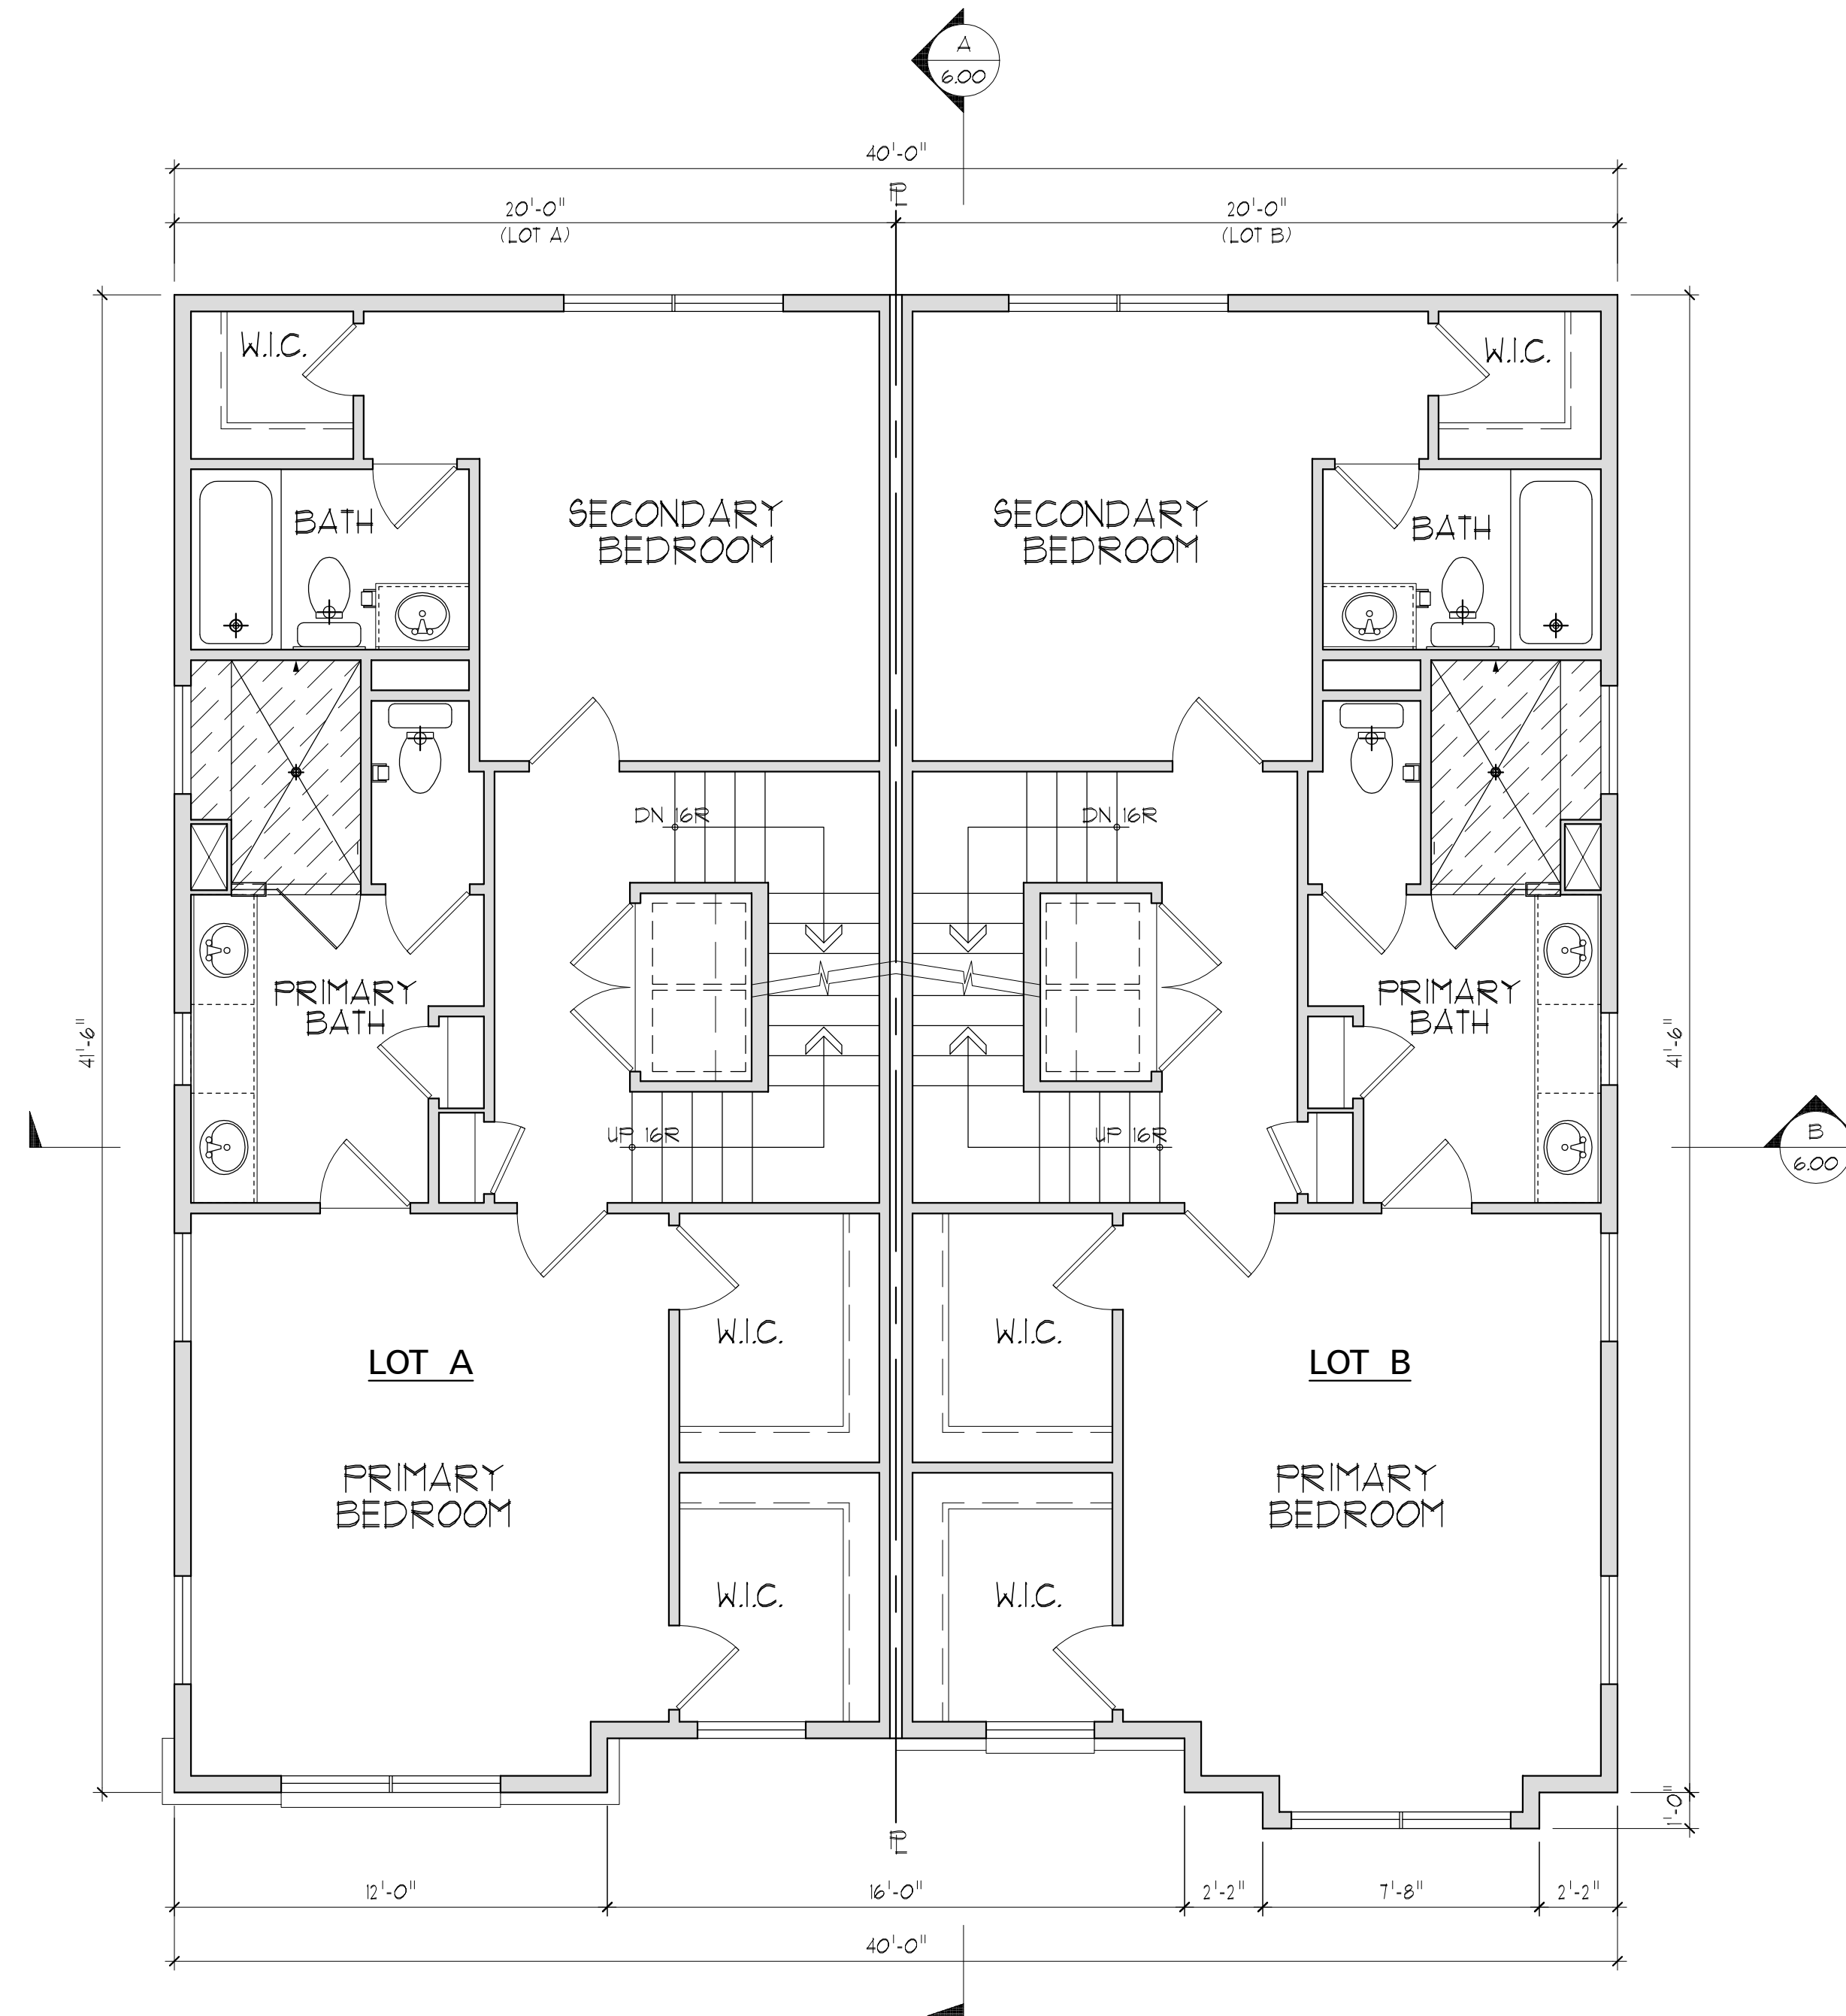 A
6.00
40'-0"
PL
20'-0"
(LOT A)
20'-0"
(LOT B)
W.I.C.
W.I.C.
BATH
SECONDARY
BEDROOM
SECONDARY
BEDROOM
BATH
DN 16R
DN 16R
PRIMARY
BATH
PRIMARY
BATH
41'-6"
41'-6"
UP 16R
UP 16R
B
6.00
W.I.C.
W.I.C.
LOT A
LOT B
PRIMARY
BEDROOM
PRIMARY
BEDROOM
W.I.C.
W.I.C.
1'-0"
PL
12'-0"
16'-0"
2'-2"
7'-8"
2'-2"
40'-0"